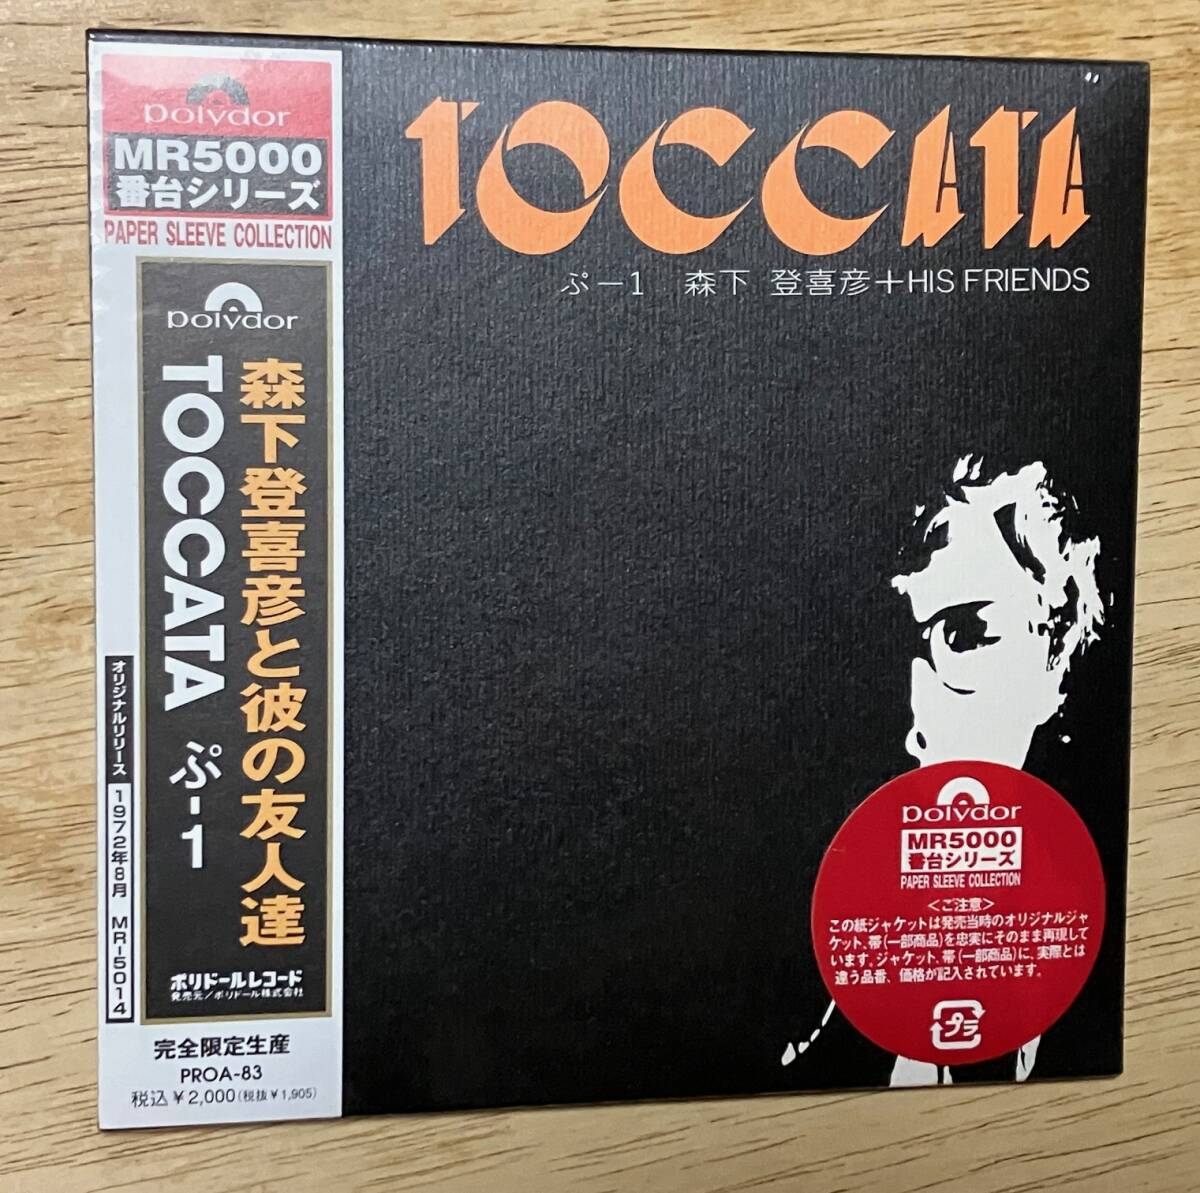 polydor
MR5000
番台シリーズ
PAPER SLEEVE COLLECTION
polydor
森下登喜彦と彼の友人達
TOCCATA ぷ-1
ポリドールレコード
発売元/ポリドール株式会社
オリジナルリリース 1972年8月 MR-5014
完全限定生産
PROA-83
税込¥2,000(税抜¥1,905)
TOCCATA
ぷー1 森下 登喜彦+HIS FRIENDS
polydor
MR5000
番台シリーズ
PAPER SLEEVE COLLECTION
<ご注意>
この紙ジャケットは発売当時のオリジナルジャ
ケット、帯(一部商品)を忠実にそのまま再現して
います。ジャケット、帯(一部商品)に、実際とは
違う品番、価格が記入されています。
プラ